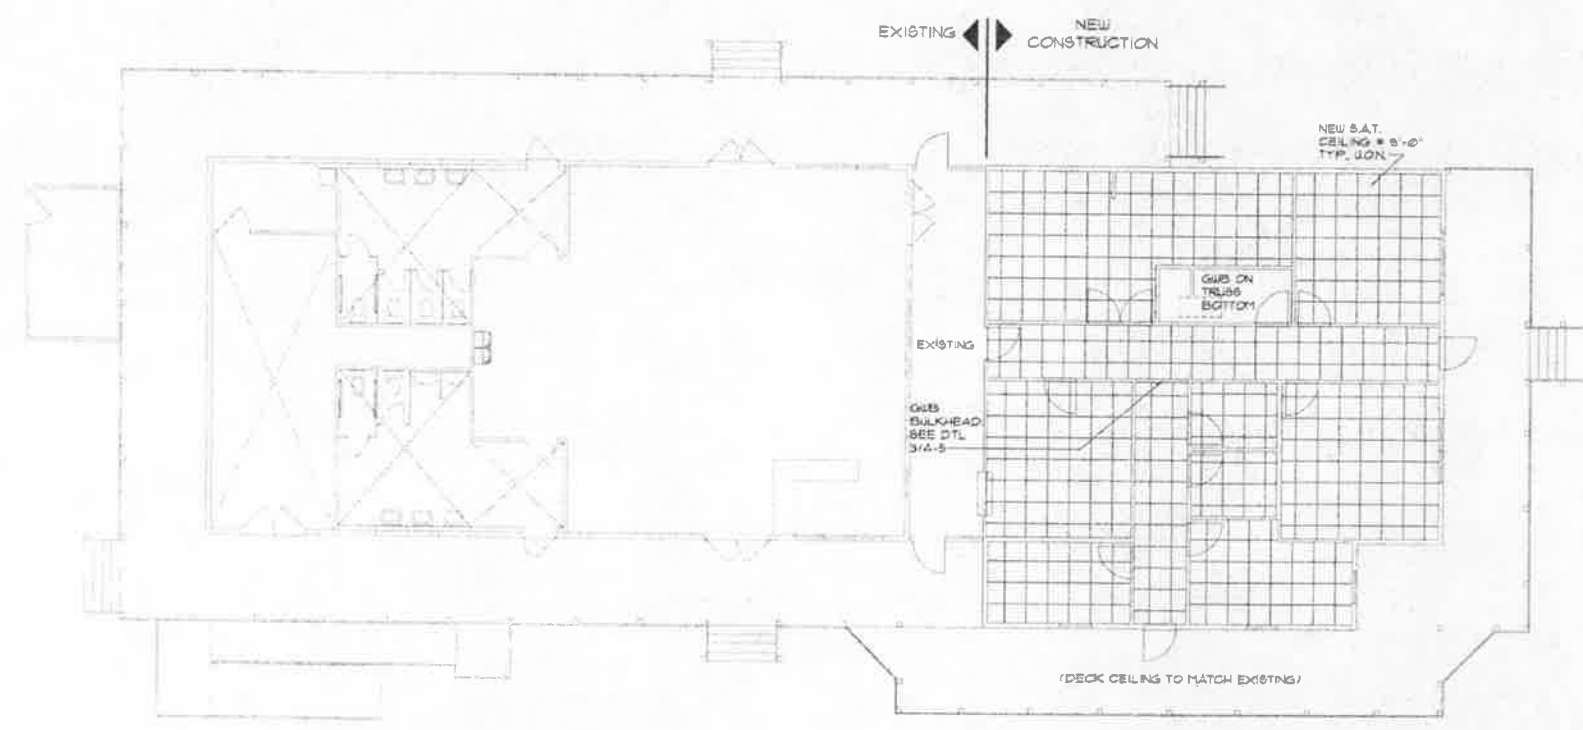 EXISTING
NEW
CONSTRUCTION
NEW S.A.T.
CEILING @ 8'-0"
TYP., U.O.N.
GWB ON
TRUSS
BOTTOM
EXISTING
GWB
BULKHEAD.
SEE DTL
3/A-5
(DECK CEILING TO MATCH EXISTING)